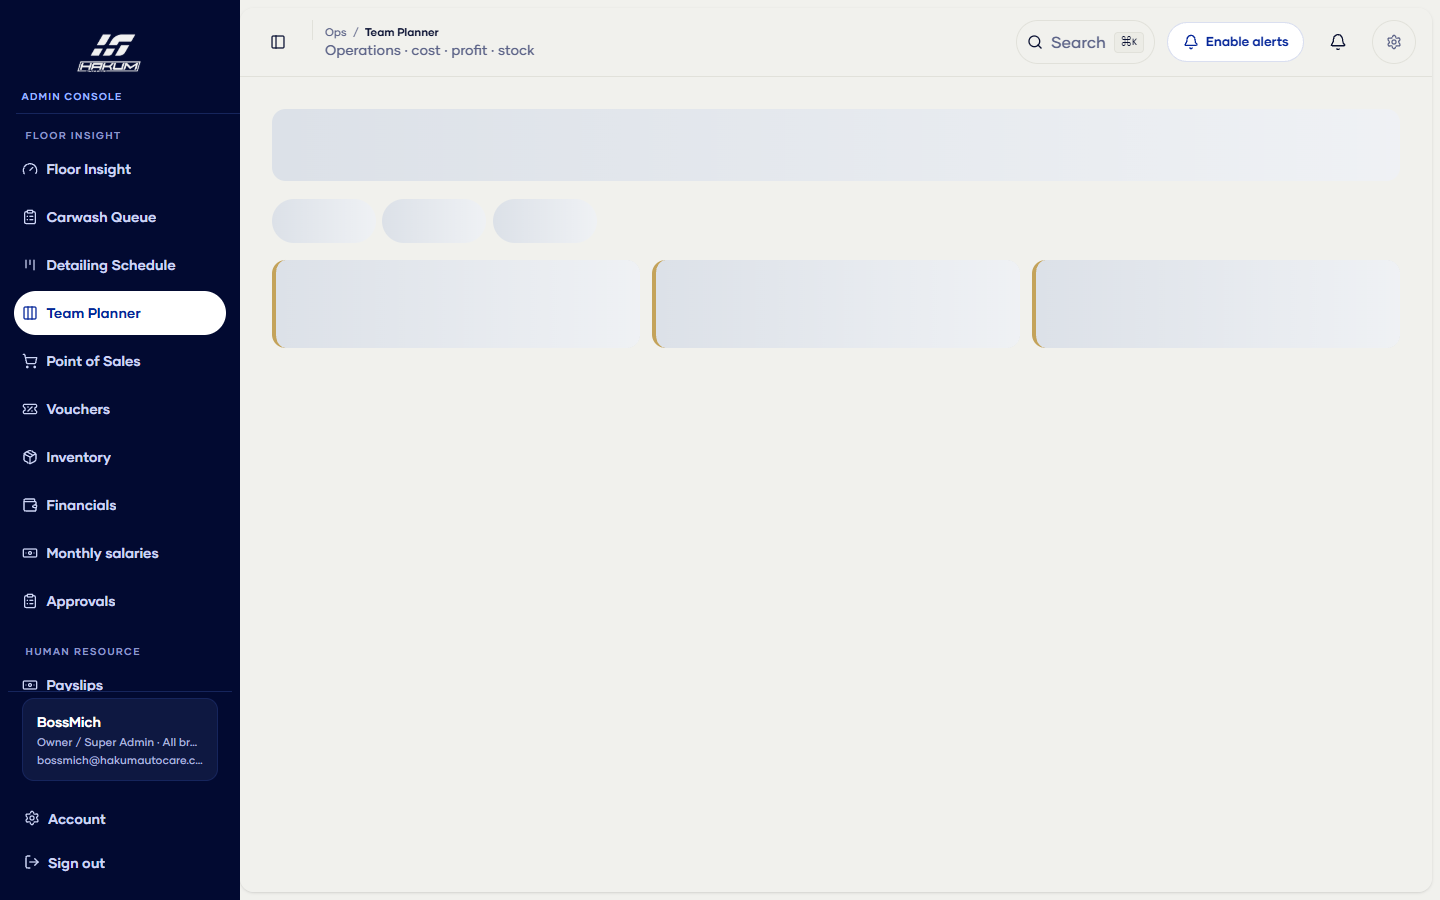 HAKUM
ADMIN CONSOLE
FLOOR INSIGHT
Floor Insight
Carwash Queue
Detailing Schedule
Team Planner
Point of Sales
Vouchers
Inventory
Financials
Monthly salaries
Approvals
HUMAN RESOURCE
Payslips
BossMich
Owner / Super Admin · All br...
bossmich@hakumautocare.c...
Account
Sign out
Ops / Team Planner
Operations · cost · profit · stock
Search ⌘K
Enable alerts